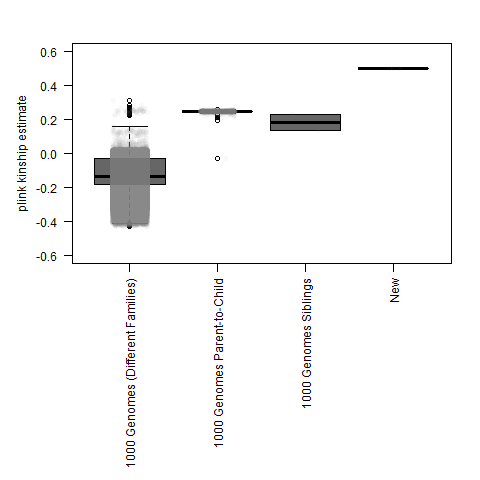 plink kinship estimate
0.6
0.4
0.2
0.0
-0.2
-0.4
-0.6
1000 Genomes (Different Families)
1000 Genomes Parent-to-Child
1000 Genomes Siblings
New